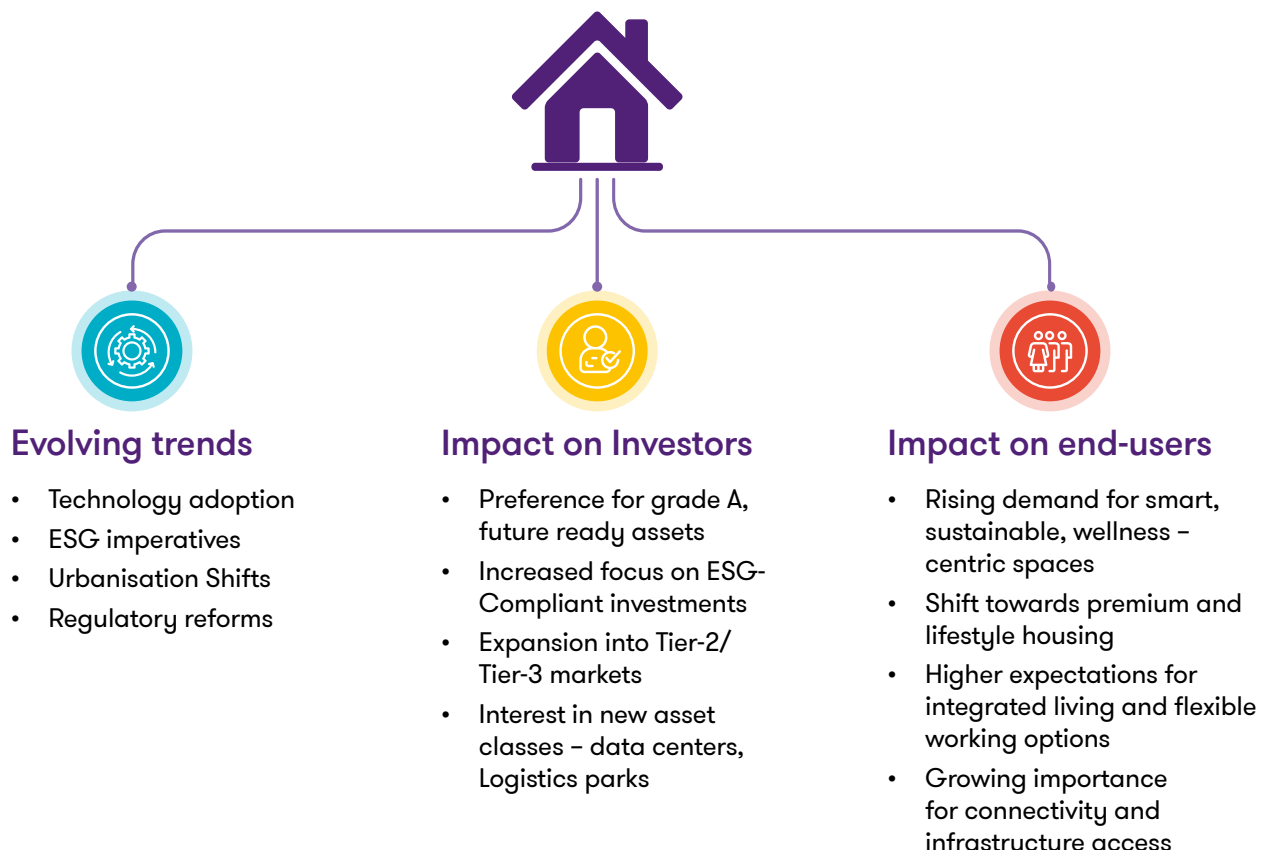 Evolving trends
• Technology adoption
• ESG imperatives
• Urbanisation Shifts
• Regulatory reforms
Impact on Investors
• Preference for grade A,
future ready assets
• Increased focus on ESG-
Compliant investments
• Expansion into Tier-2/
Tier-3 markets
• Interest in new asset
classes – data centers,
Logistics parks
Impact on end-users
• Rising demand for smart,
sustainable, wellness –
centric spaces
• Shift towards premium and
lifestyle housing
• Higher expectations for
integrated living and flexible
working options
• Growing importance
for connectivity and
infrastructure access